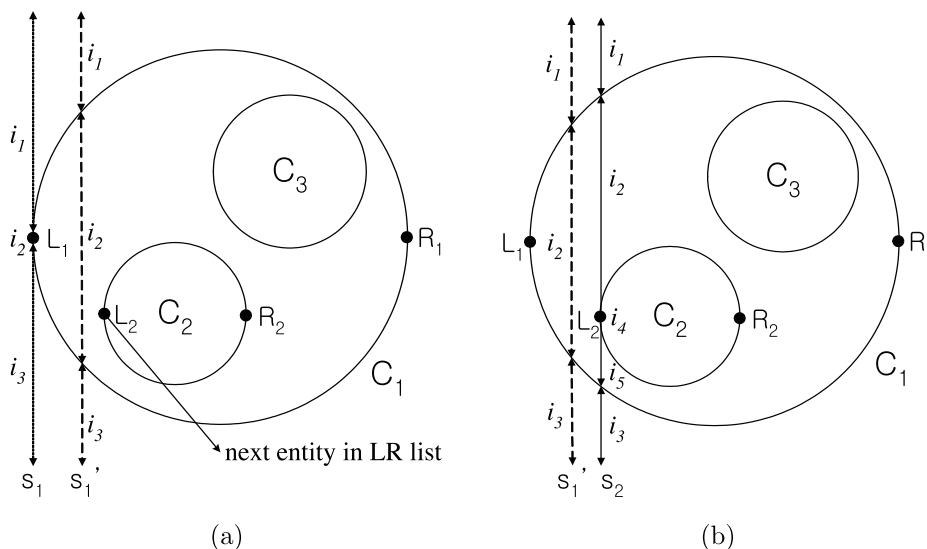 i1
i1
C3
i2
L1
i2
R1
L2
C2
R2
i3
C1
i3
next entity in LR list
s1
s1'
(a)
i1
i1
C3
i2
L1
i2
R
L2
i4
C2
R2
i5
C1
i3
i3
s1'
s2
(b)